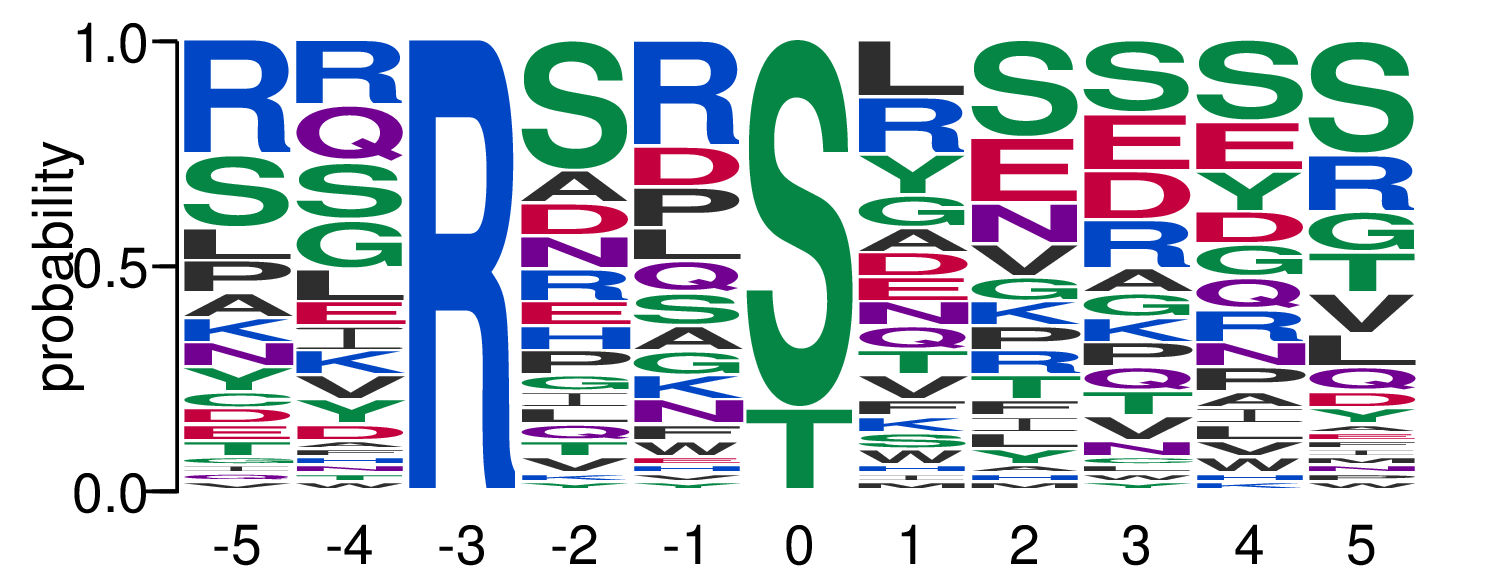 probability
1.0
0.5
0.0
R S L P A K N Y G D E T
R Q S G L E I K V Y D
R
S A D N R E H P G I L Q T V K
R D P L Q S A G K N F W
S T
L R Y G A D E N Q T V F K S W
S E N V G K P R T F I L Y
S E D R A G K P Q T V N
S E Y D G Q R N P A I L V W
S R G T V L Q D Y
-5 -4 -3 -2 -1 0 1 2 3 4 5